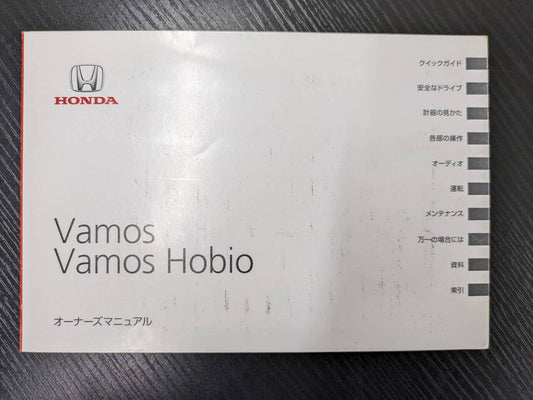 HONDA
Vamos
Vamos Hobio
オーナーズマニュアル
クイックガイド
安全なドライブ
計器の見かた
各部の操作
オーディオ
運転
メンテナンス
万一の場合には
資料
索引